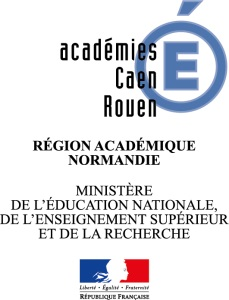 académies
Caen
Rouen
É
RÉGION ACADÉMIQUE
NORMANDIE
MINISTÈRE
DE L'ÉDUCATION NATIONALE,
DE L'ENSEIGNEMENT SUPÉRIEUR
ET DE LA RECHERCHE
Liberté • Égalité • Fraternité
RÉPUBLIQUE FRANÇAISE